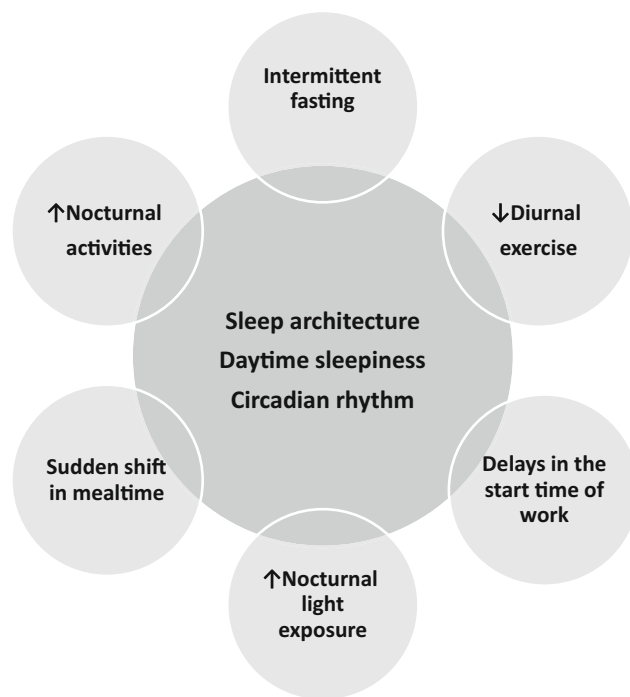 Intermittent
fasting
↑Nocturnal
activities
↓Diurnal
exercise
Sleep architecture
Daytime sleepiness
Circadian rhythm
Sudden shift
in mealtime
Delays in the
start time of
work
↑Nocturnal
light
exposure